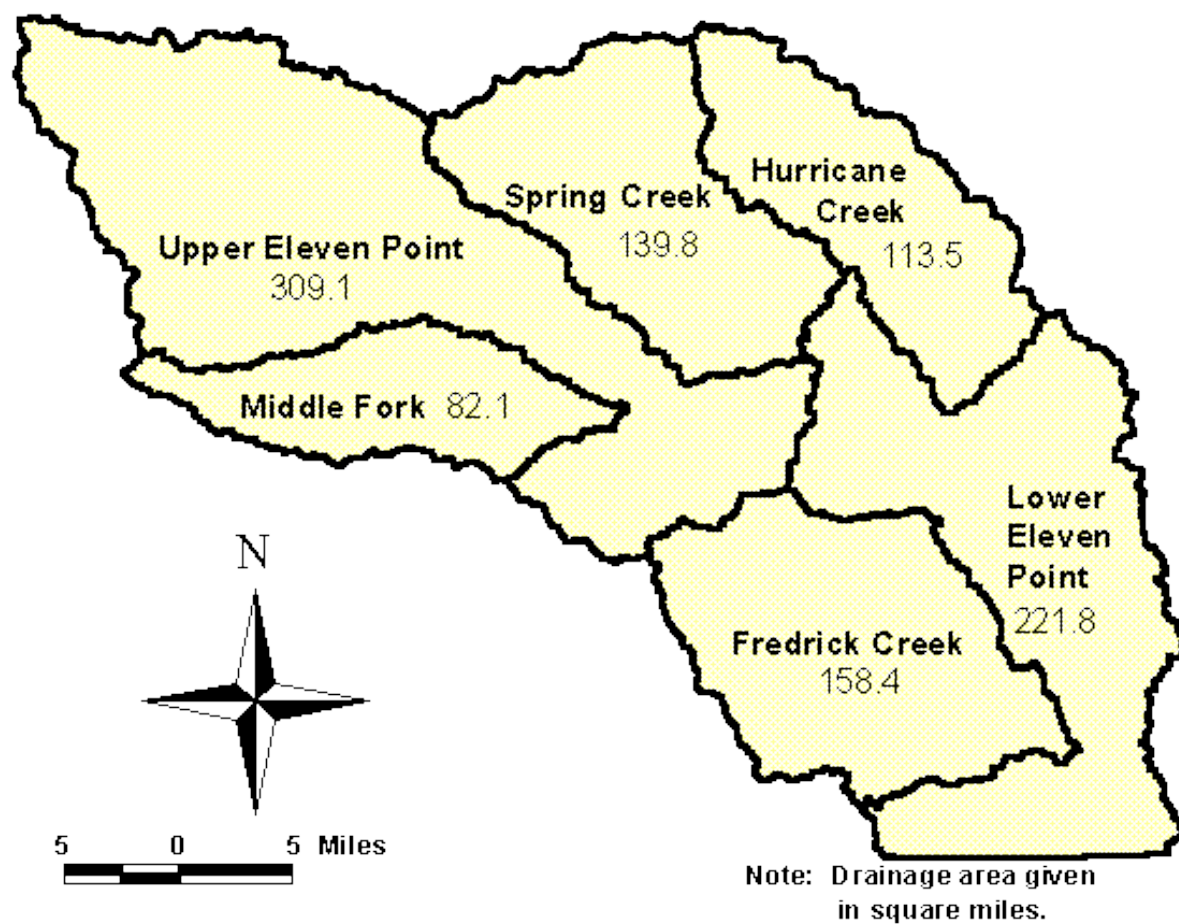 Hurricane
Creek
113.5
Spring Creek
139.8
Upper Eleven Point
309.1
Middle Fork 82.1
Lower
Eleven
Point
221.8
Fredrick Creek
158.4
N
5 0 5 Miles
Note: Drainage area given
in square miles.